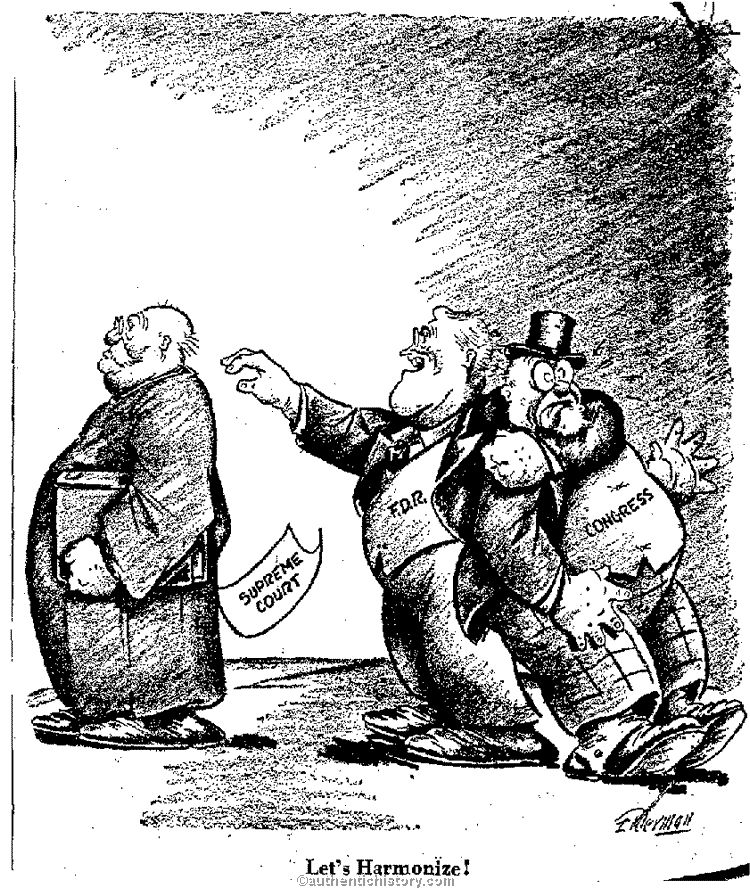 F.D.R.
CONGRESS
SUPREME
COURT
Let's Harmonize!
©authentichistory.com